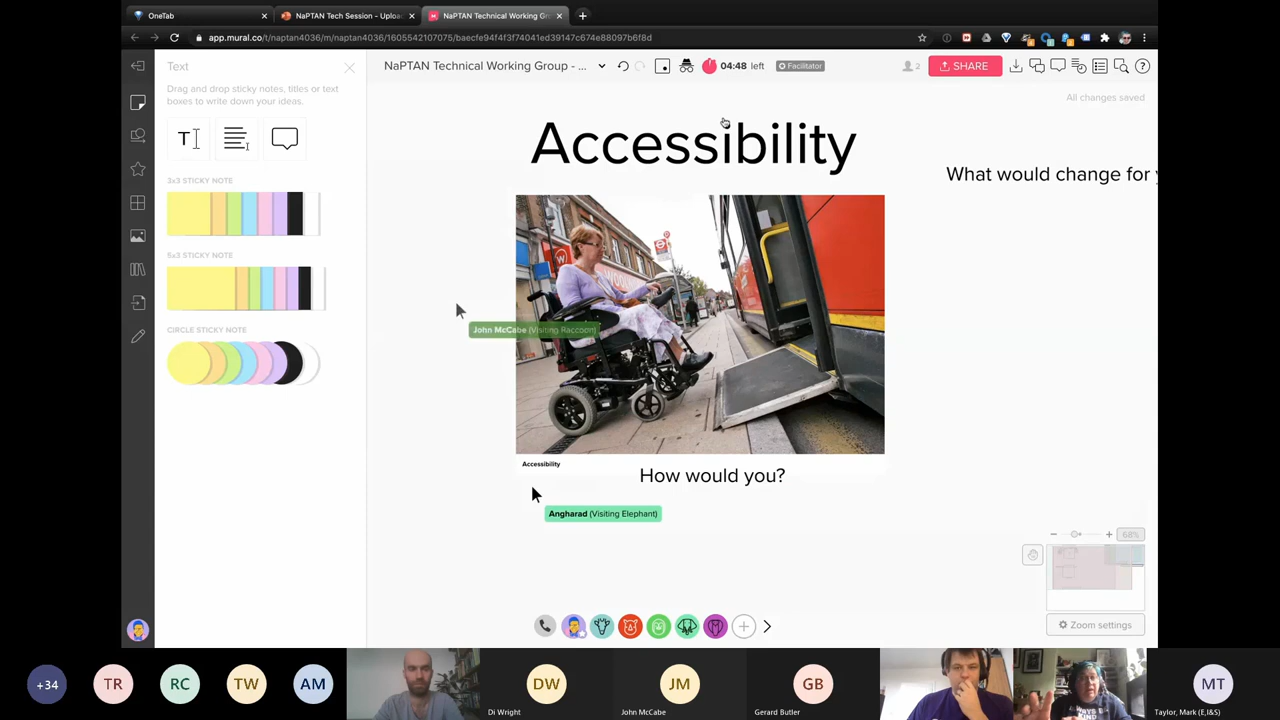 OneTab
NaPTAN Tech Session - Uploa
NaPTAN Technical Working Gr
app.mural.co/t/naptan4036/m/naptan4036/1605542107075/baecfe94f4f3f74041ed39147c674e88097b6f8d
Text
NaPTAN Technical Working Group - ...
04:48 left
Facilitator
2
SHARE
Drag and drop sticky notes, titles or text
boxes to write down your ideas.
All changes saved
T
Accessibility
What would change for
3x3 STICKY NOTE
5x3 STICKY NOTE
CIRCLE STICKY NOTE
John McCabe (Visiting Raccoon)
Accessibility
How would you?
Angharad (Visiting Elephant)
68%
Zoom settings
+34
TR
RC
TW
AM
DW
JM
GB
MT
Di Wright
John McCabe
Gerard Butler
Taylor, Mark (E,I&S)